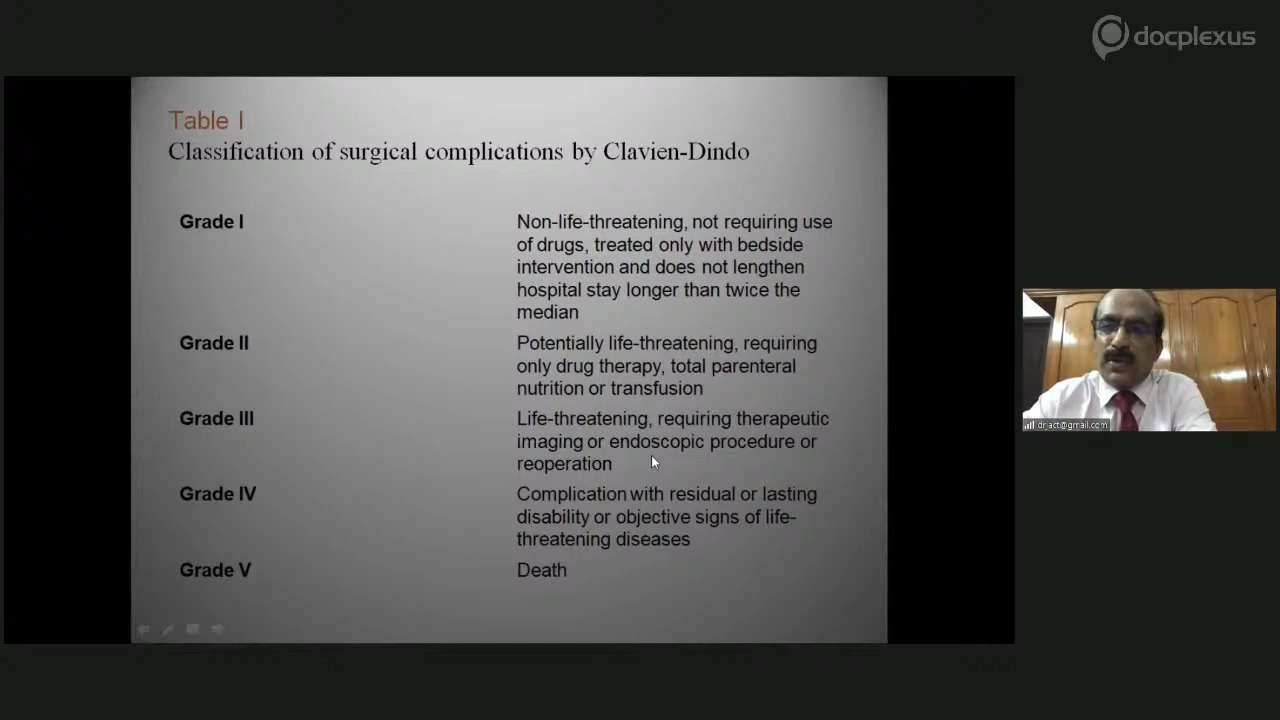 docplexus
Table I
Classification of surgical complications by Clavien-Dindo
Grade I
Non-life-threatening, not requiring use
of drugs, treated only with bedside
intervention and does not lengthen
hospital stay longer than twice the
median
Grade II
Potentially life-threatening, requiring
only drug therapy, total parenteral
nutrition or transfusion
Grade III
Life-threatening, requiring therapeutic
imaging or endoscopic procedure or
reoperation
Grade IV
Complication with residual or lasting
disability or objective signs of life-
threatening diseases
Grade V
Death
drjact@gmail.com